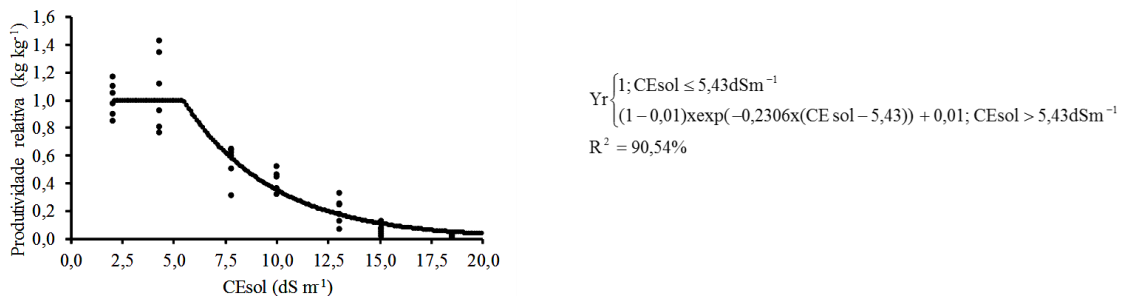 Produtividade relativa (kg kg⁻¹)
1,6
1,4
1,2
1,0
0,8
0,6
0,4
0,2
0,0
0,0 2,5 5,0 7,5 10,0 12,5 15,0 17,5 20,0
CEsol (dS m⁻¹)
Yr{1; CEsol ≤ 5,43dSm⁻¹
(1−0,01)xexp(−0,2306x(CE sol−5,43)) + 0,01; CEsol > 5,43dSm⁻¹
R² = 90,54%